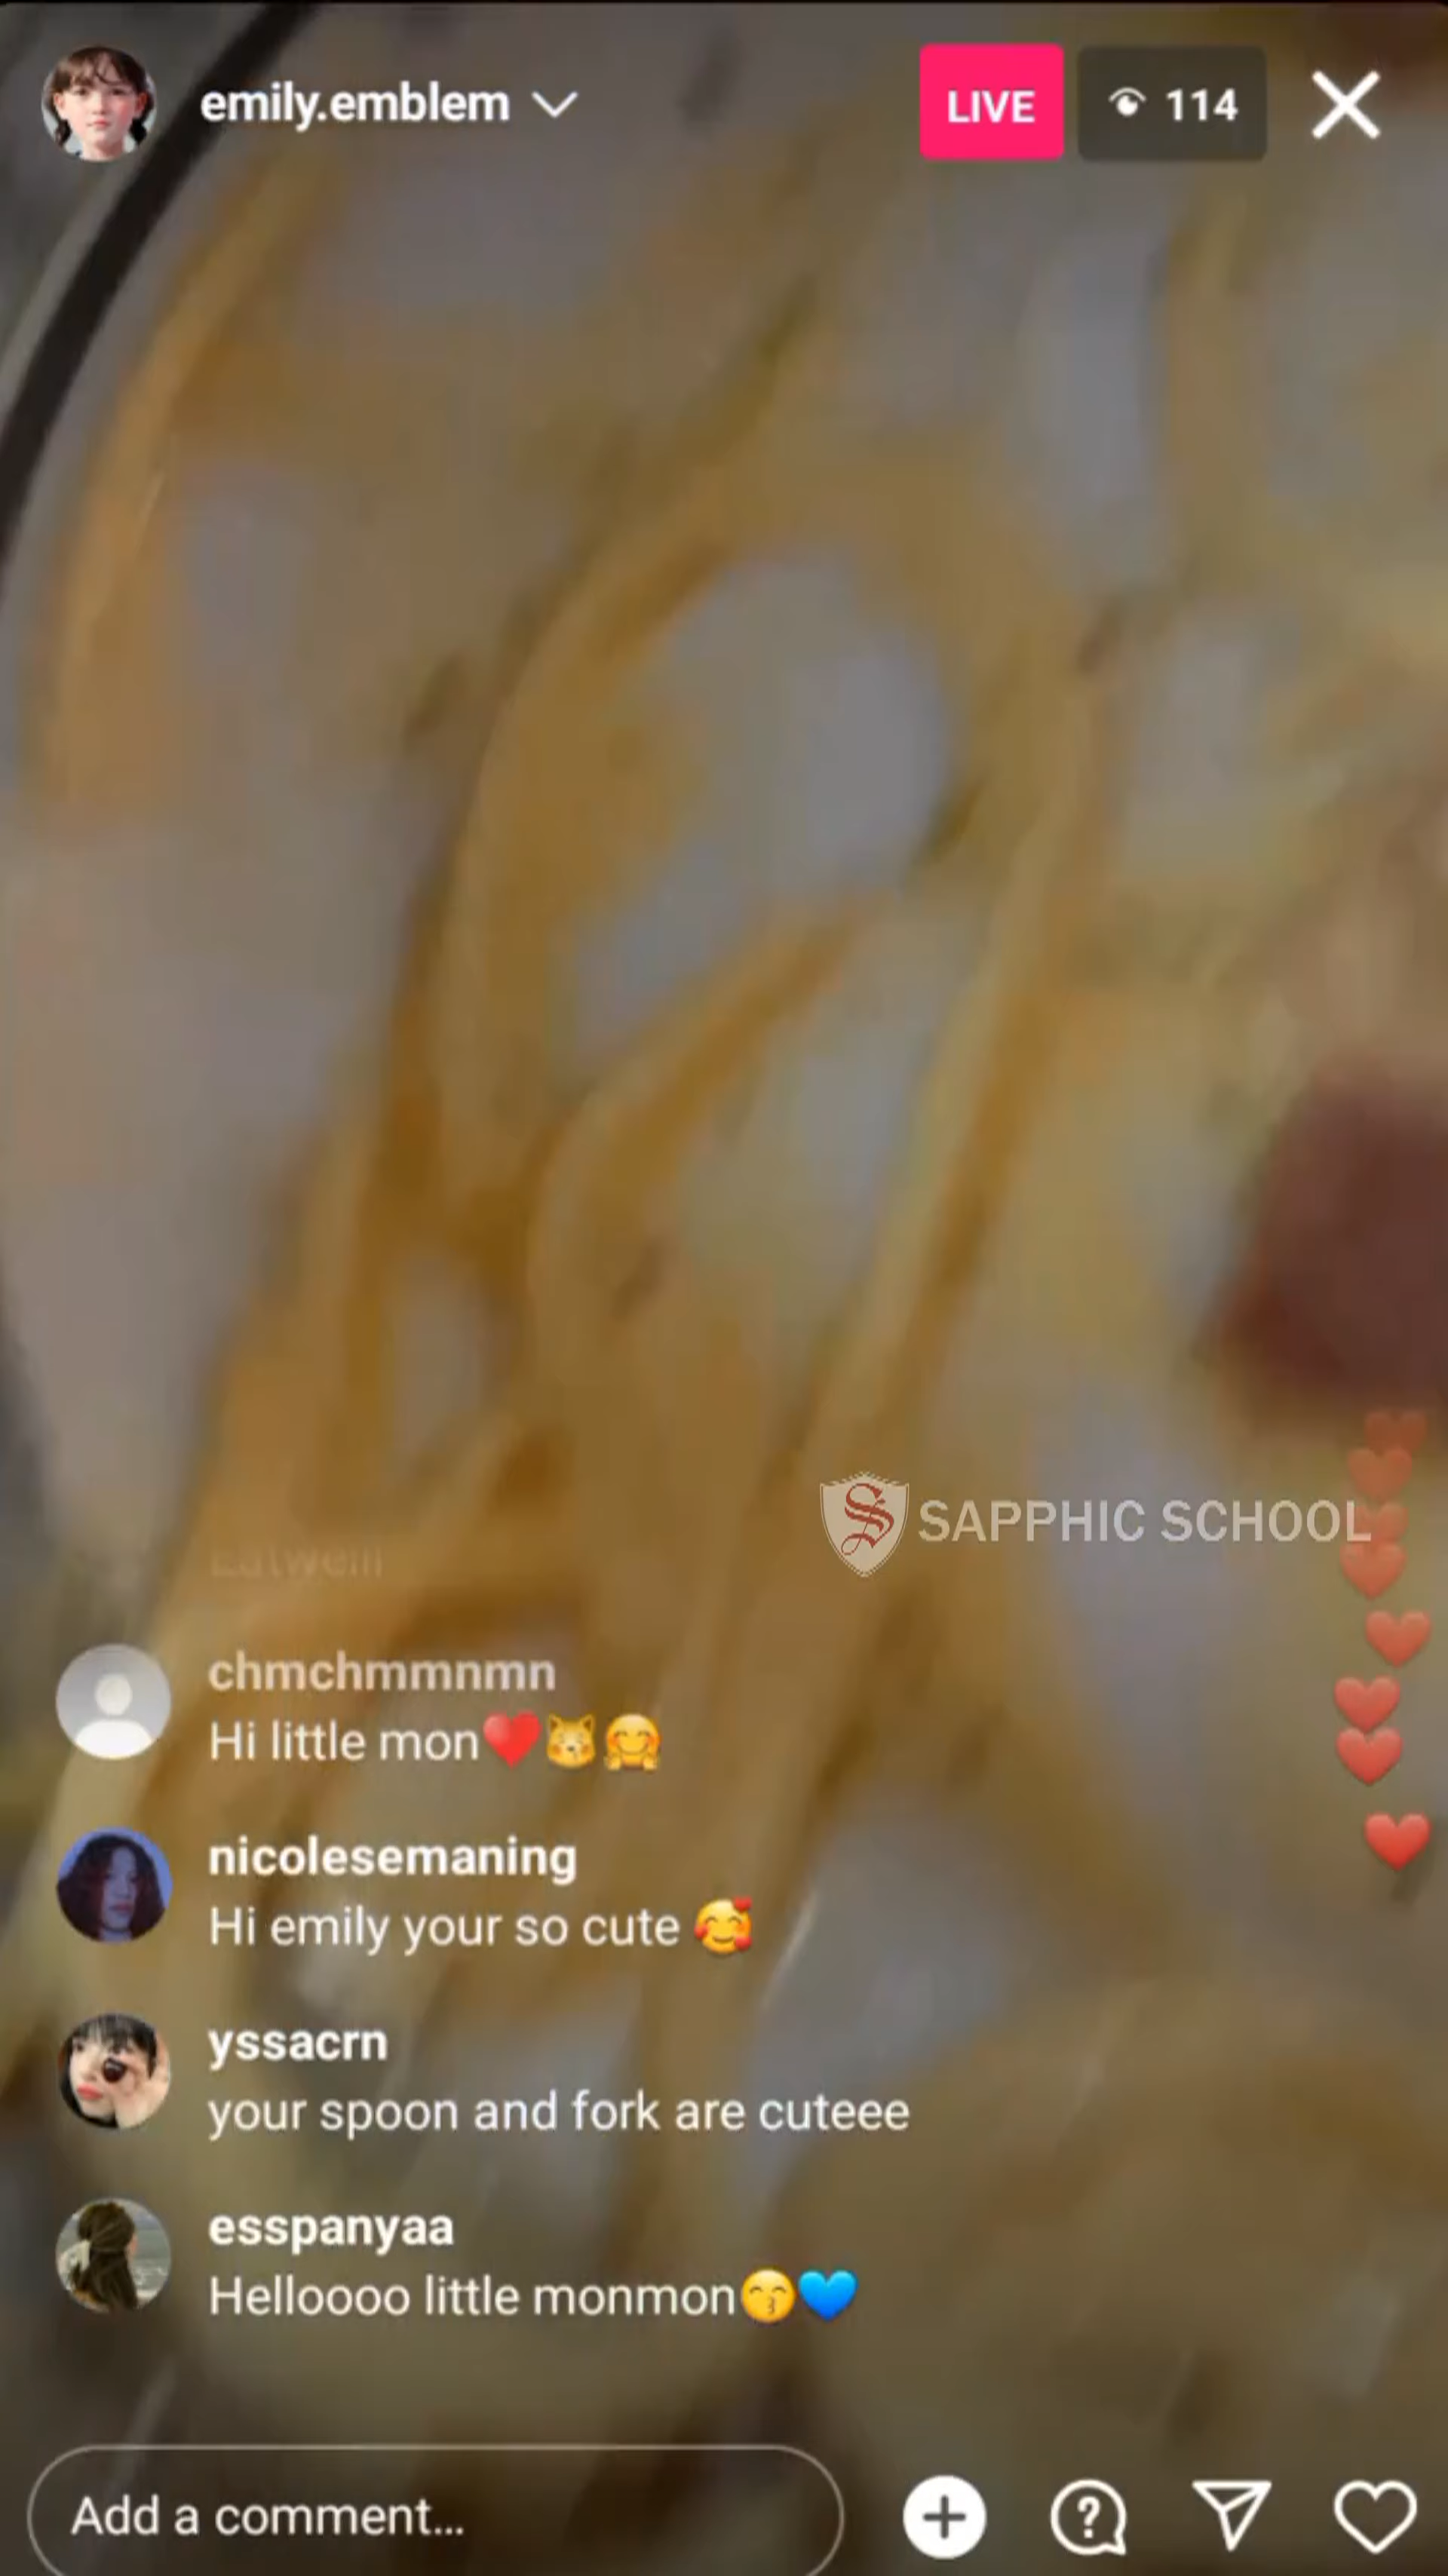 emily.emblem
LIVE
114
S SAPPHIC SCHOOL
chmchmmnmn
Hi little mon❤️😽🤗
nicolesemaning
Hi emily your so cute 🥰
yssacrn
your spoon and fork are cuteee
esspanyaa
Helloooo little monmon😙💙
Add a comment...